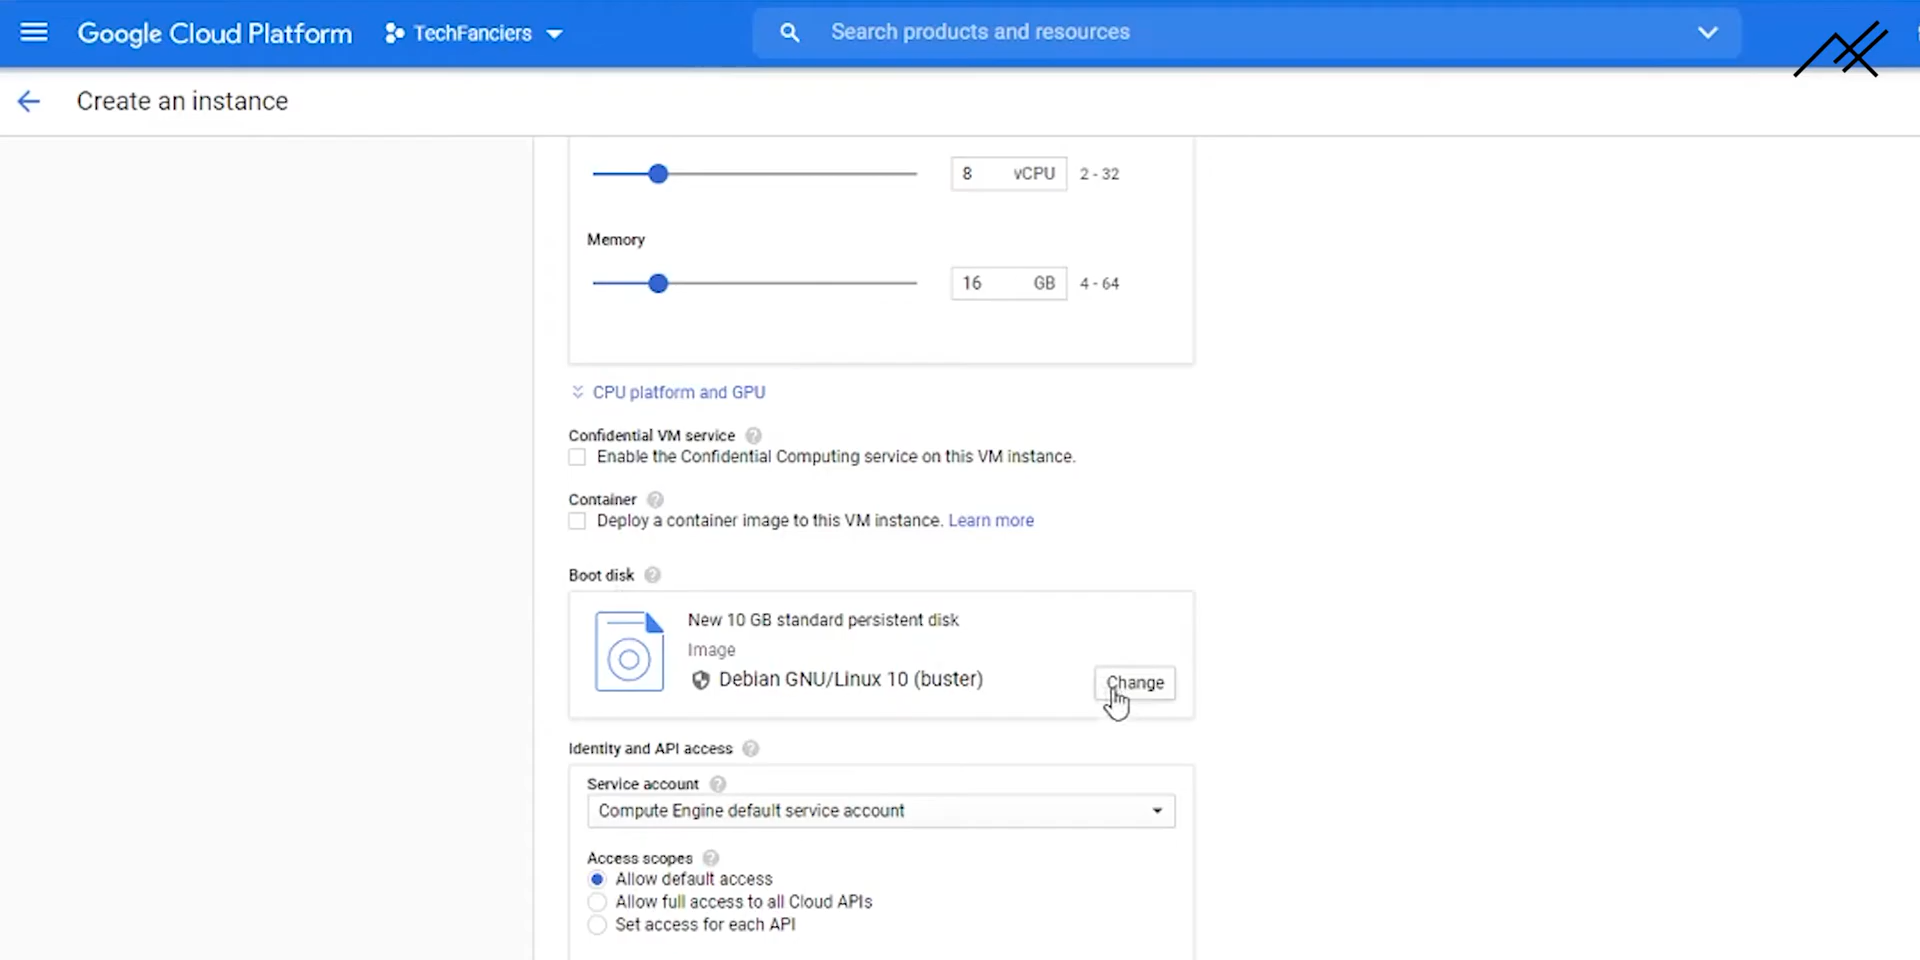 Google Cloud Platform
TechFanciers
Search products and resources
Create an instance
8 vCPU 2 - 32
Memory
16 GB 4 - 64
CPU platform and GPU
Confidential VM service
Enable the Confidential Computing service on this VM instance.
Container
Deploy a container image to this VM instance. Learn more
Boot disk
New 10 GB standard persistent disk
Image
Debian GNU/Linux 10 (buster)
Change
Identity and API access
Service account
Compute Engine default service account
Access scopes
Allow default access
Allow full access to all Cloud APIs
Set access for each API